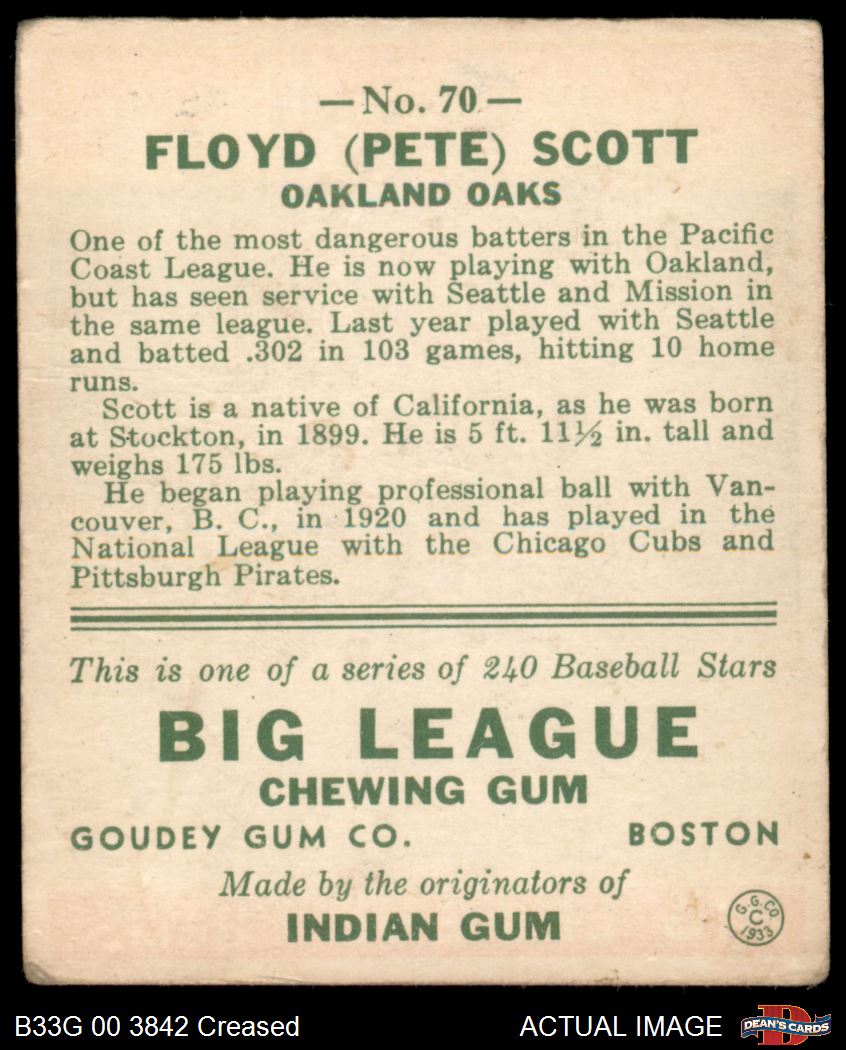 —No. 70—
FLOYD (PETE) SCOTT
OAKLAND OAKS
One of the most dangerous batters in the Pacific
Coast League. He is now playing with Oakland,
but has seen service with Seattle and Mission in
the same league. Last year played with Seattle
and batted .302 in 103 games, hitting 10 home
runs.
Scott is a native of California, as he was born
at Stockton, in 1899. He is 5 ft. 11½ in. tall and
weighs 175 lbs.
He began playing professional ball with Van-
couver, B. C., in 1920 and has played in the
National League with the Chicago Cubs and
Pittsburgh Pirates.
This is one of a series of 240 Baseball Stars
BIG LEAGUE
CHEWING GUM
GOUDEY GUM CO. BOSTON
Made by the originators of
INDIAN GUM
G. G. CO.
C
1933
B33G 00 3842 Creased ACTUAL IMAGE D DEAN'S CARDS